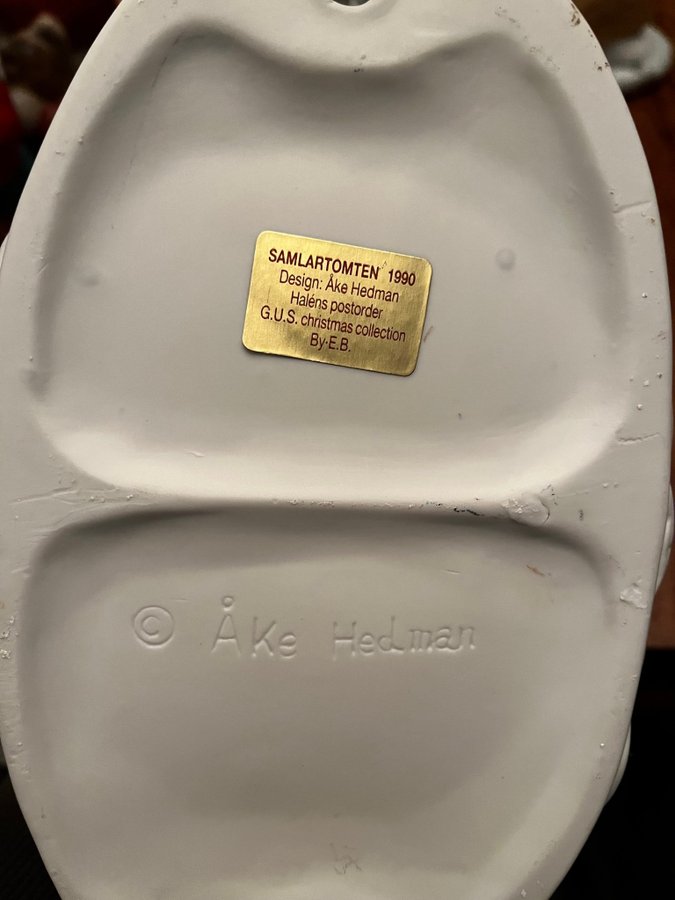 SAMLARTOMTEN 1990
Design: Åke Hedman
Haléns postorder
G.U.S. christmas collection
By E.B.
© Åke Hedman